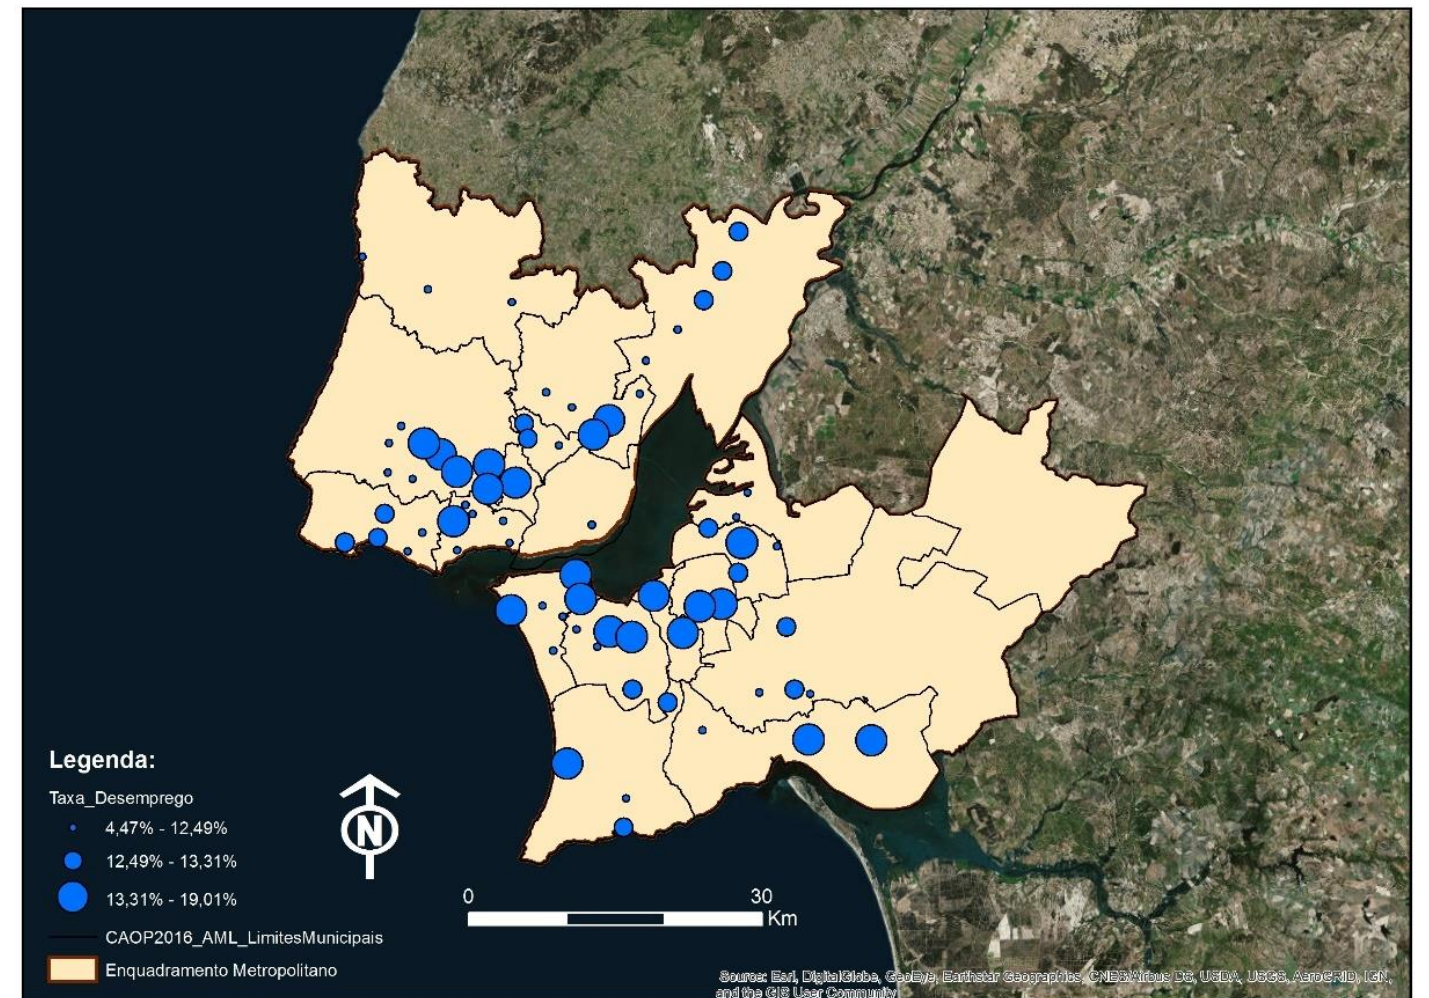 Legenda:
Taxa_Desemprego
4,47% - 12,49%
12,49% - 13,31%
13,31% - 19,01%
CAOP2016_AML_LimitesMunicipais
Enquadramento Metropolitano
N
0 30
Km
Source: Esri, DigitalGlobe, GeoEye, Earthstar Geographics, CNES/Airbus DS, USDA, USGS, AeroGRID, IGN,
and the GIS User Community